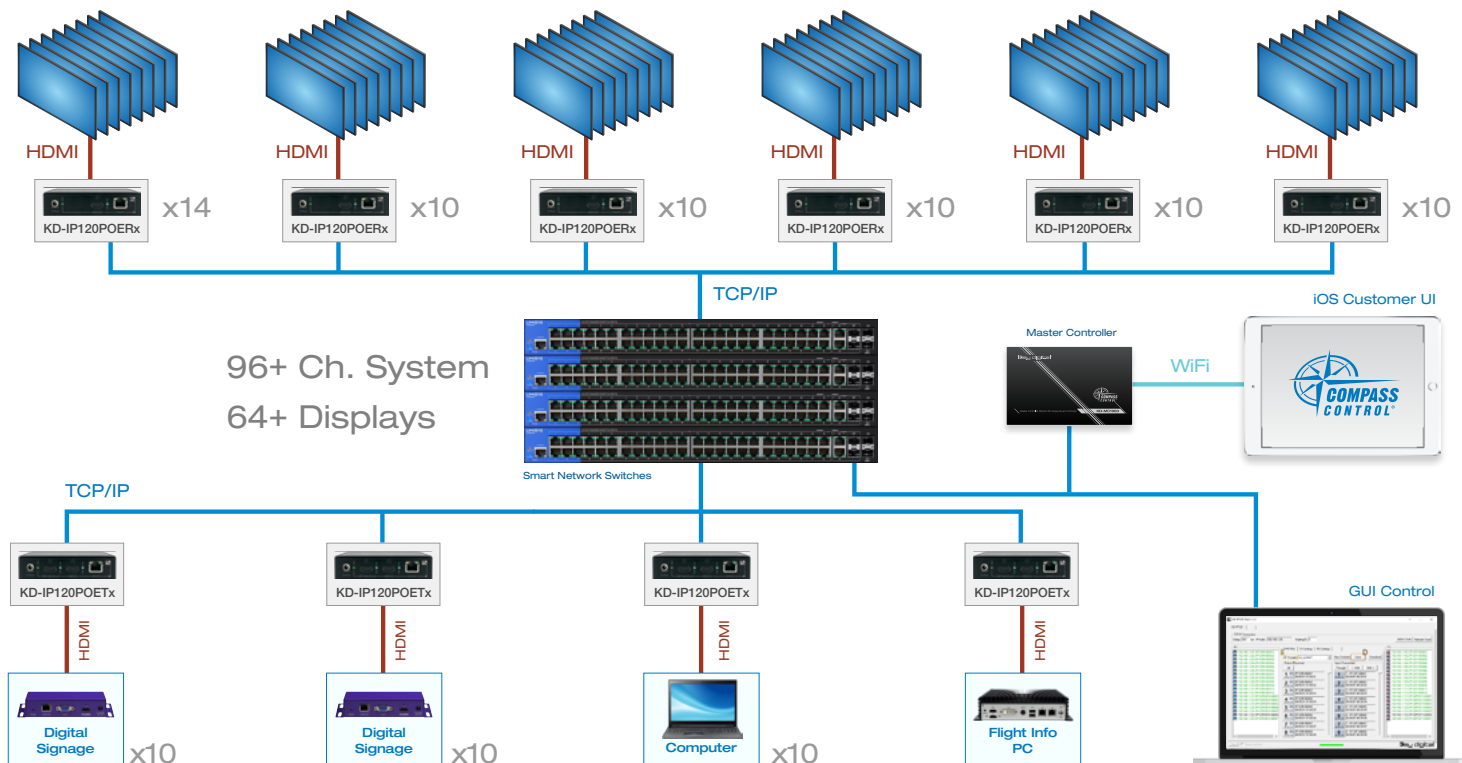 HDMI
HDMI
HDMI
HDMI
HDMI
HDMI
KD-IP120POERx
x14
KD-IP120POERx
x10
KD-IP120POERx
x10
KD-IP120POERx
x10
KD-IP120POERx
x10
KD-IP120POERx
x10
TCP/IP
iOS Customer UI
Master Controller
96+ Ch. System
64+ Displays
WiFi
COMPASS
CONTROL®
Smart Network Switches
TCP/IP
KD-IP120POETx
KD-IP120POETx
KD-IP120POETx
KD-IP120POETx
GUI Control
HDMI
HDMI
HDMI
HDMI
Digital
Signage
x10
Digital
Signage
x10
Computer
x10
Flight Info
PC
key digital